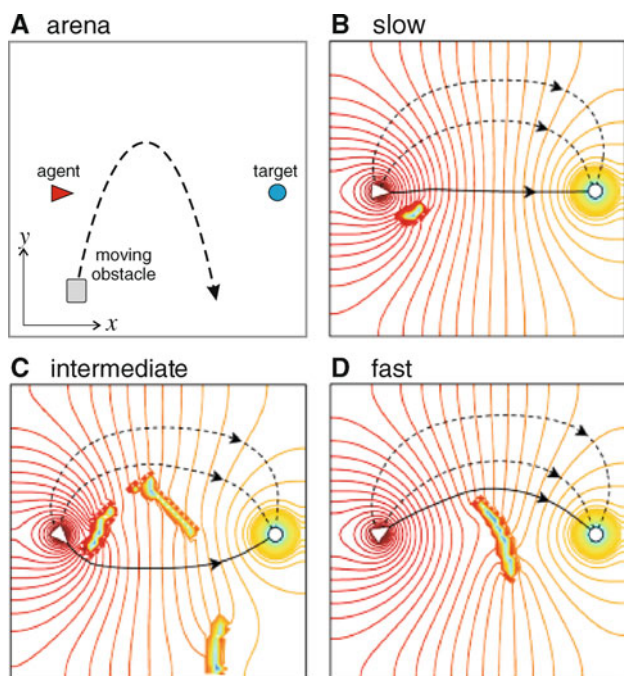 A arena
agent
target
moving
obstacle
y
x
B slow
C intermediate
D fast